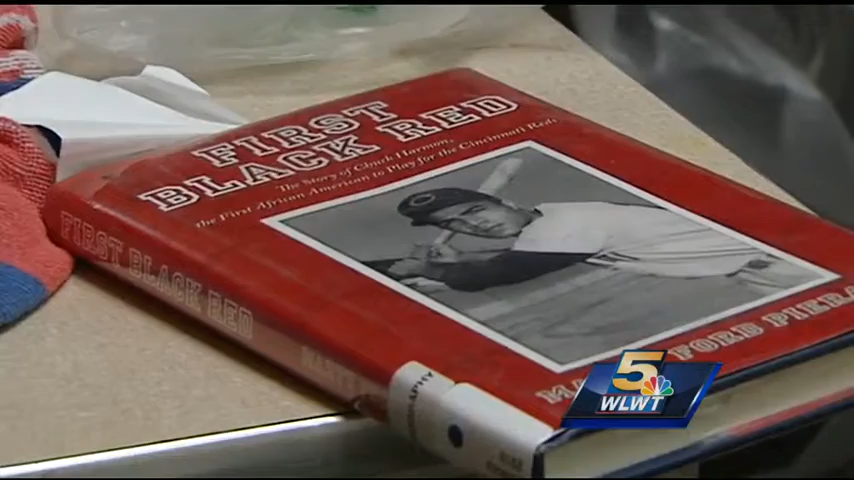 FIRST
BLACK RED
The Story of Chuck Harmon,
the First African American to Play for the Cincinnati Reds
FIRST BLACK RED
FORD
5
WLWT